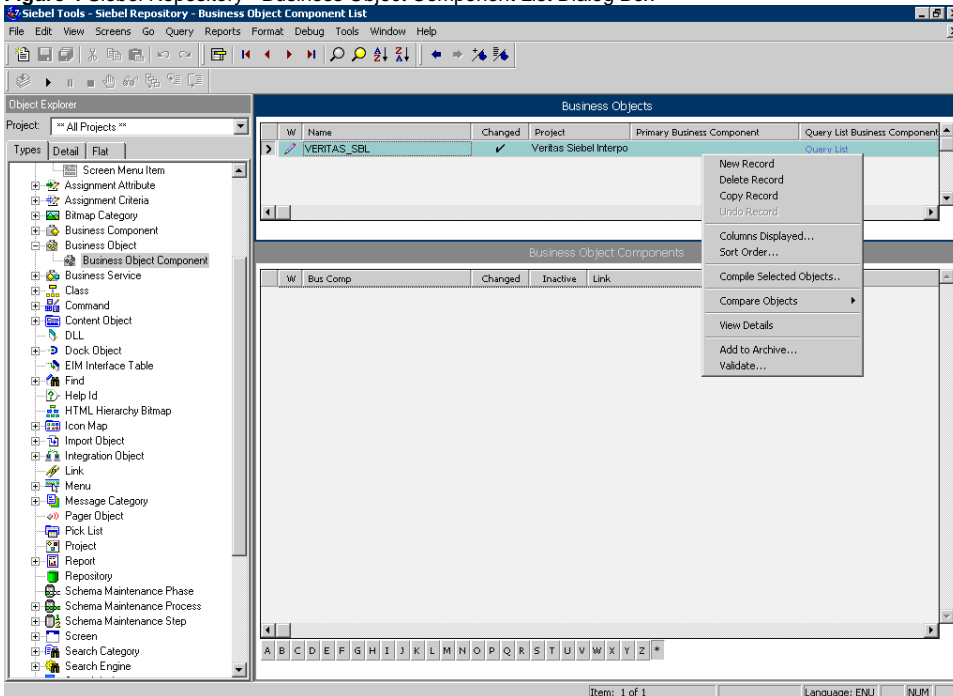 Figure 4 Siebel Repository - Business Object Component List Dialog Box
Siebel Tools - Siebel Repository - Business Object Component List
File Edit View Screens Go Query Reports Format Debug Tools Window Help
Object Explorer
Project: ** All Projects **
Types Detail Flat
Screen Menu Item
Assignment Attribute
Assignment Criteria
Bitmap Category
Business Component
Business Object
Business Object Component
Business Service
Class
Command
Content Object
DLL
Dock Object
EIM Interface Table
Find
Help Id
HTML Hierarchy Bitmap
Icon Map
Import Object
Integration Object
Link
Menu
Message Category
Pager Object
Pick List
Project
Report
Repository
Schema Maintenance Phase
Schema Maintenance Process
Schema Maintenance Step
Screen
Search Category
Search Engine
Business Objects
W Name Changed Project Primary Business Component Query List Business Component
VERITAS_SBL Veritas Siebel Interpo Query List
New Record
Delete Record
Copy Record
Undo Record
Columns Displayed...
Sort Order...
Compile Selected Objects..
Compare Objects
View Details
Add to Archive...
Validate...
Business Object Components
W Bus Comp Changed Inactive Link
A B C D E F G H I J K L M N O P Q R S T U V W X Y Z *
Item: 1 of 1 Language: ENU NUM